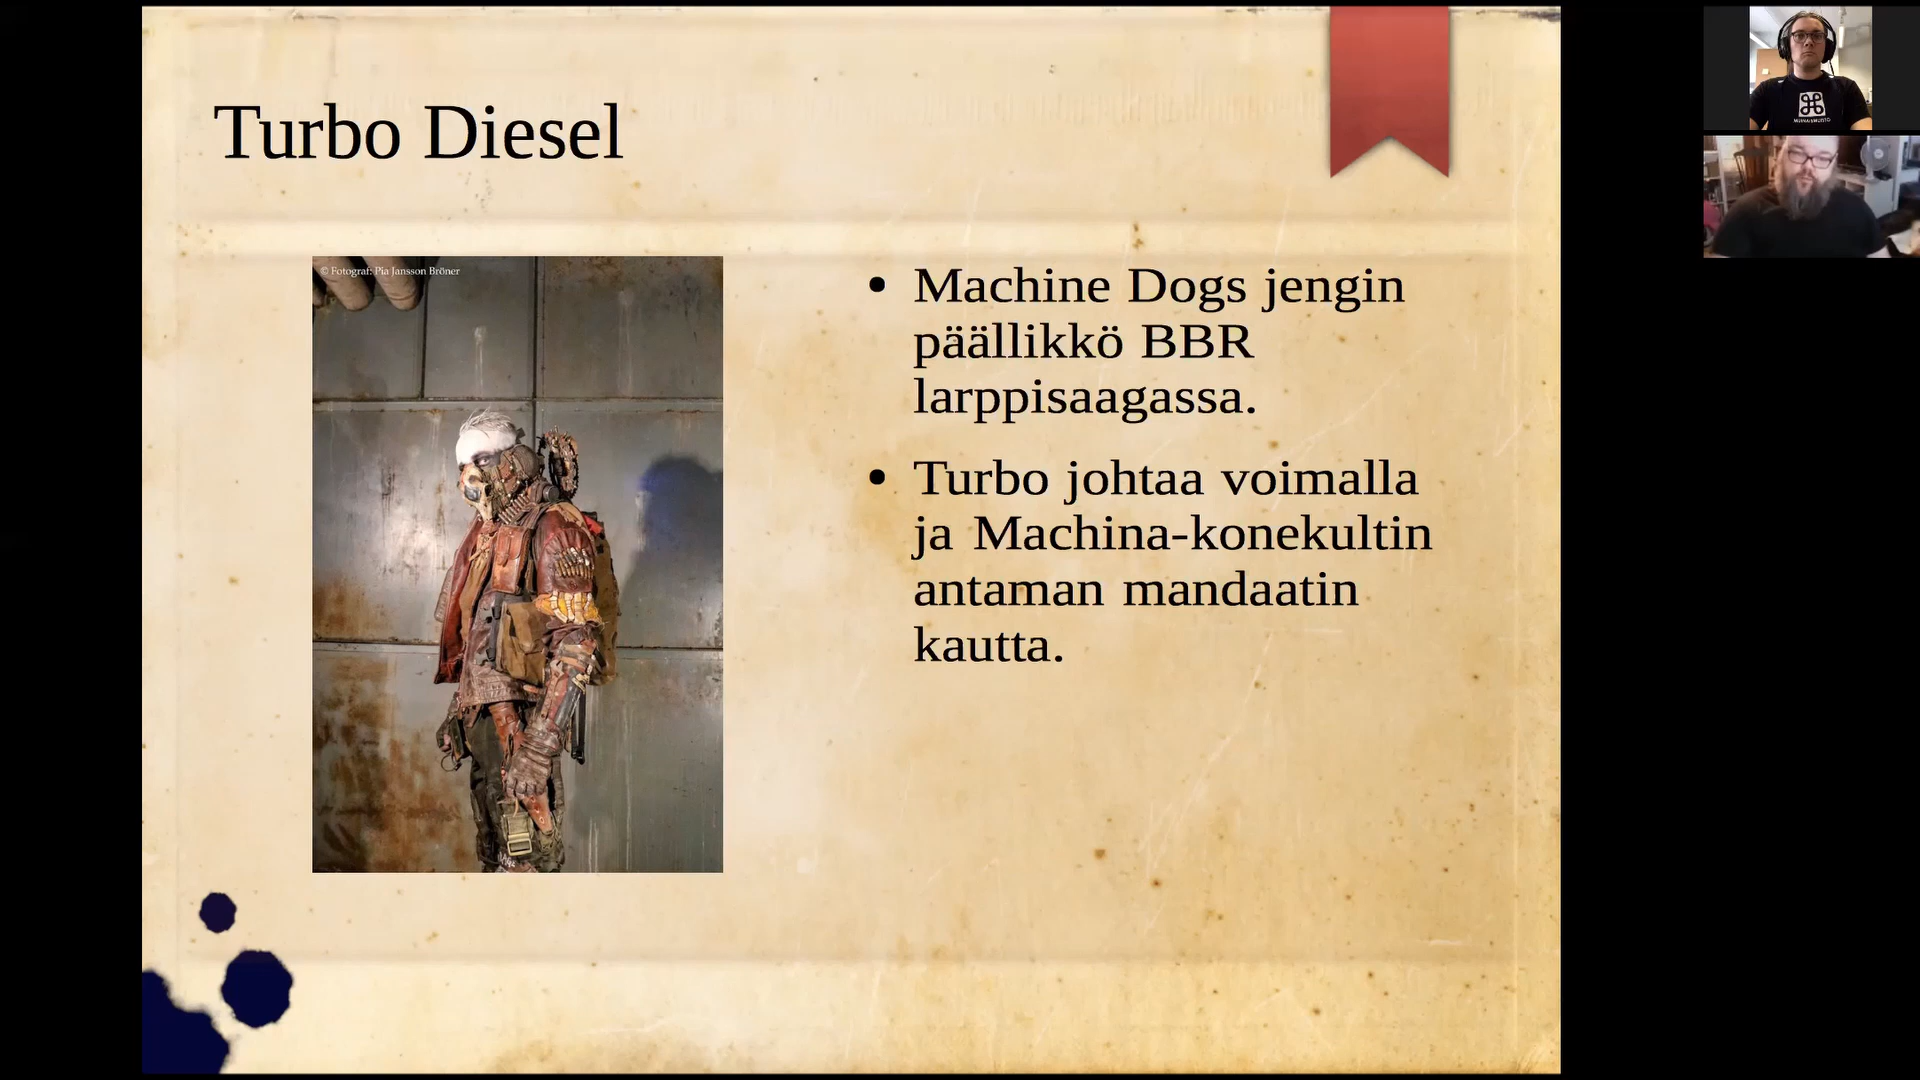 Turbo Diesel
© Fotograf: Pia Jansson Bröner
• Machine Dogs jengin
päällikkö BBR
larppisaagassa.
• Turbo johtaa voimalla
ja Machina-konekultin
antaman mandaatin
kautta.